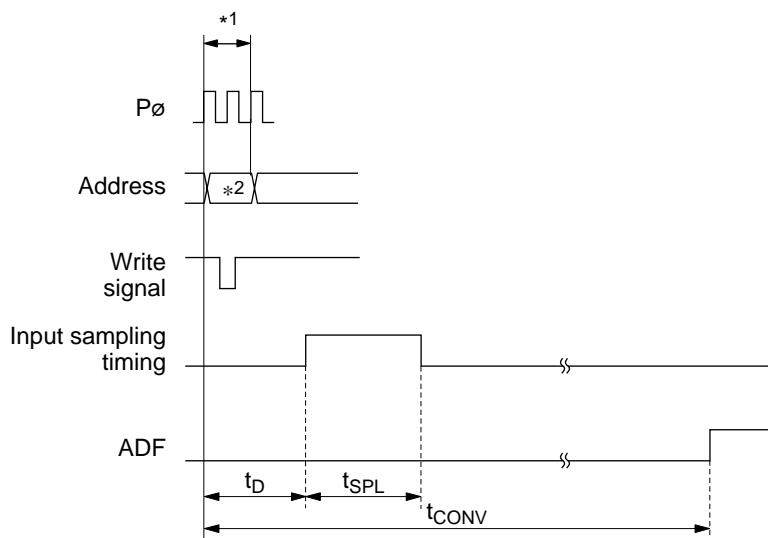 *1
Pø
Address
*2
Write
signal
Input sampling
timing
ADF
tD
tSPL
tCONV